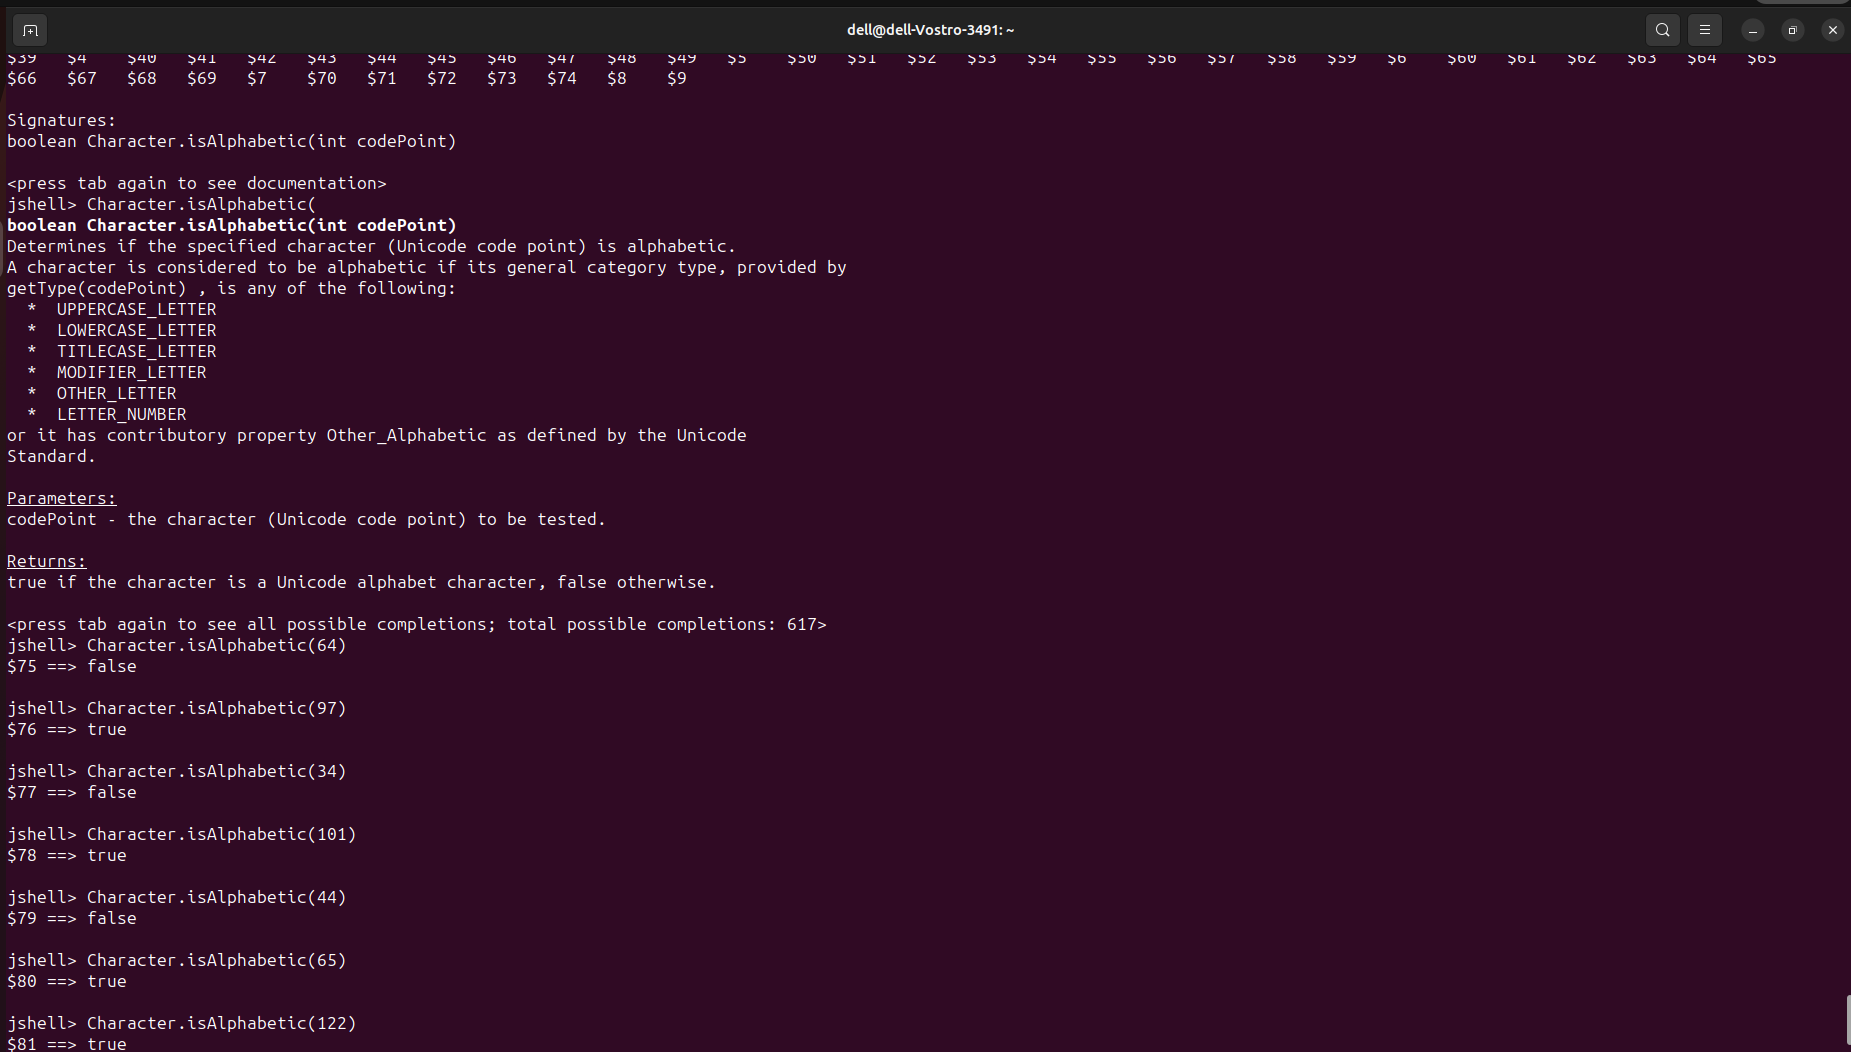 dell@dell-Vostro-3491: ~
$39 $4 $40 $41 $42 $43 $44 $45 $46 $47 $48 $49 $5 $50 $51 $52 $53 $54 $55 $56 $57 $58 $59 $6 $60 $61 $62 $63 $64 $65
$66 $67 $68 $69 $7 $70 $71 $72 $73 $74 $8 $9
Signatures:
boolean Character.isAlphabetic(int codePoint)
<press tab again to see documentation>
jshell> Character.isAlphabetic(
boolean Character.isAlphabetic(int codePoint)
Determines if the specified character (Unicode code point) is alphabetic.
A character is considered to be alphabetic if its general category type, provided by
getType(codePoint) , is any of the following:
* UPPERCASE_LETTER
* LOWERCASE_LETTER
* TITLECASE_LETTER
* MODIFIER_LETTER
* OTHER_LETTER
* LETTER_NUMBER
or it has contributory property Other_Alphabetic as defined by the Unicode
Standard.
Parameters:
codePoint - the character (Unicode code point) to be tested.
Returns:
true if the character is a Unicode alphabet character, false otherwise.
<press tab again to see all possible completions; total possible completions: 617>
jshell> Character.isAlphabetic(64)
$75 ==> false
jshell> Character.isAlphabetic(97)
$76 ==> true
jshell> Character.isAlphabetic(34)
$77 ==> false
jshell> Character.isAlphabetic(101)
$78 ==> true
jshell> Character.isAlphabetic(44)
$79 ==> false
jshell> Character.isAlphabetic(65)
$80 ==> true
jshell> Character.isAlphabetic(122)
$81 ==> true